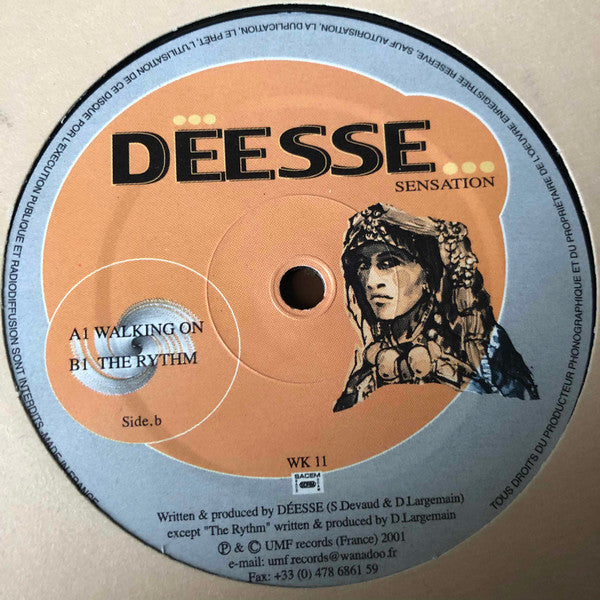 DEESSE
SENSATION
A1 WALKING ON
B1 THE RYTHM
Side.b
WK 11
SACEM
Written & produced by DÉESSE (S.Devaud & D.Largemain)
except "The Rythm" written & produced by D.Largemain
℗ & © UMF records (France) 2001
e-mail: umf.records@wanadoo.fr
Fax: +33 (0) 478 6861 59
TOUS DROITS DU PRODUCTEUR PHONOGRAPHIQUE ET DU PROPRIÉTAIRE DE L'OEUVRE ENREGISTRÉE RÉSERVÉ, SAUF AUTORISATION, LA DUPLICATION, LE PRÊT, L'UTILISATION DE CE DISQUE POUR L'EXECUTION PUBLIQUE ET RADIODIFFUSION SONT INTERDITS. MADE IN FRANCE